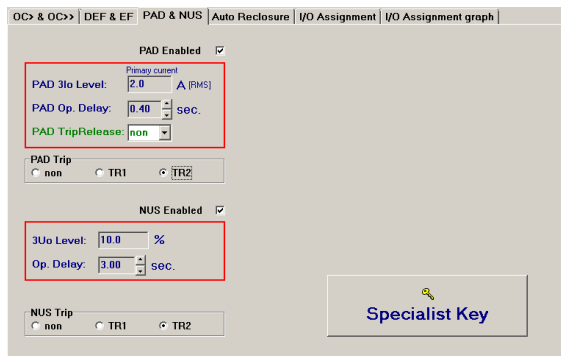 OC> & OC>> DEF & EF PAD & NUS Auto Reclosure I/O Assignment I/O Assignment graph
PAD Enabled
Primary current
PAD 3Io Level: 2.0 A [RMS]
PAD Op. Delay: 0.40 sec.
PAD TripRelease: non
PAD Trip
non TR1 TR2
NUS Enabled
3Uo Level: 10.0 %
Op. Delay: 3.00 sec.
Specialist Key
NUS Trip
non TR1 TR2